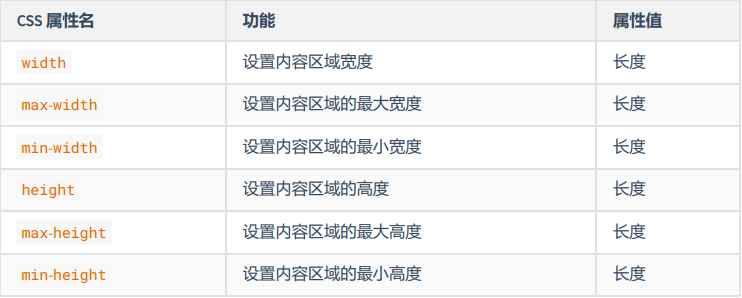 CSS 属性名 功能 属性值
width 设置内容区域宽度 长度
max-width 设置内容区域的最大宽度 长度
min-width 设置内容区域的最小宽度 长度
height 设置内容区域的高度 长度
max-height 设置内容区域的最大高度 长度
min-height 设置内容区域的最小高度 长度